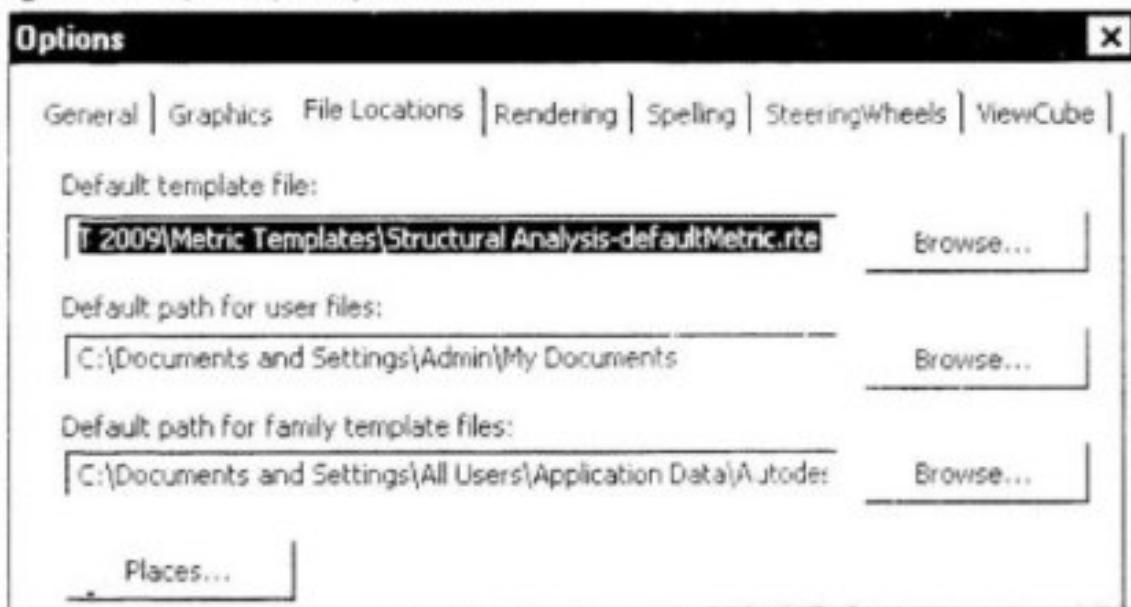 Options
General Graphics File Locations Rendering Spelling SteeringWheels ViewCube
Default template file:
T 2009\Metric Templates\Structural Analysis-defaultMetric.rte Browse...
Default path for user files:
C:\Documents and Settings\Admin\My Documents Browse...
Default path for family template files:
C:\Documents and Settings\All Users\Application Data\Autodes Browse...
Places...